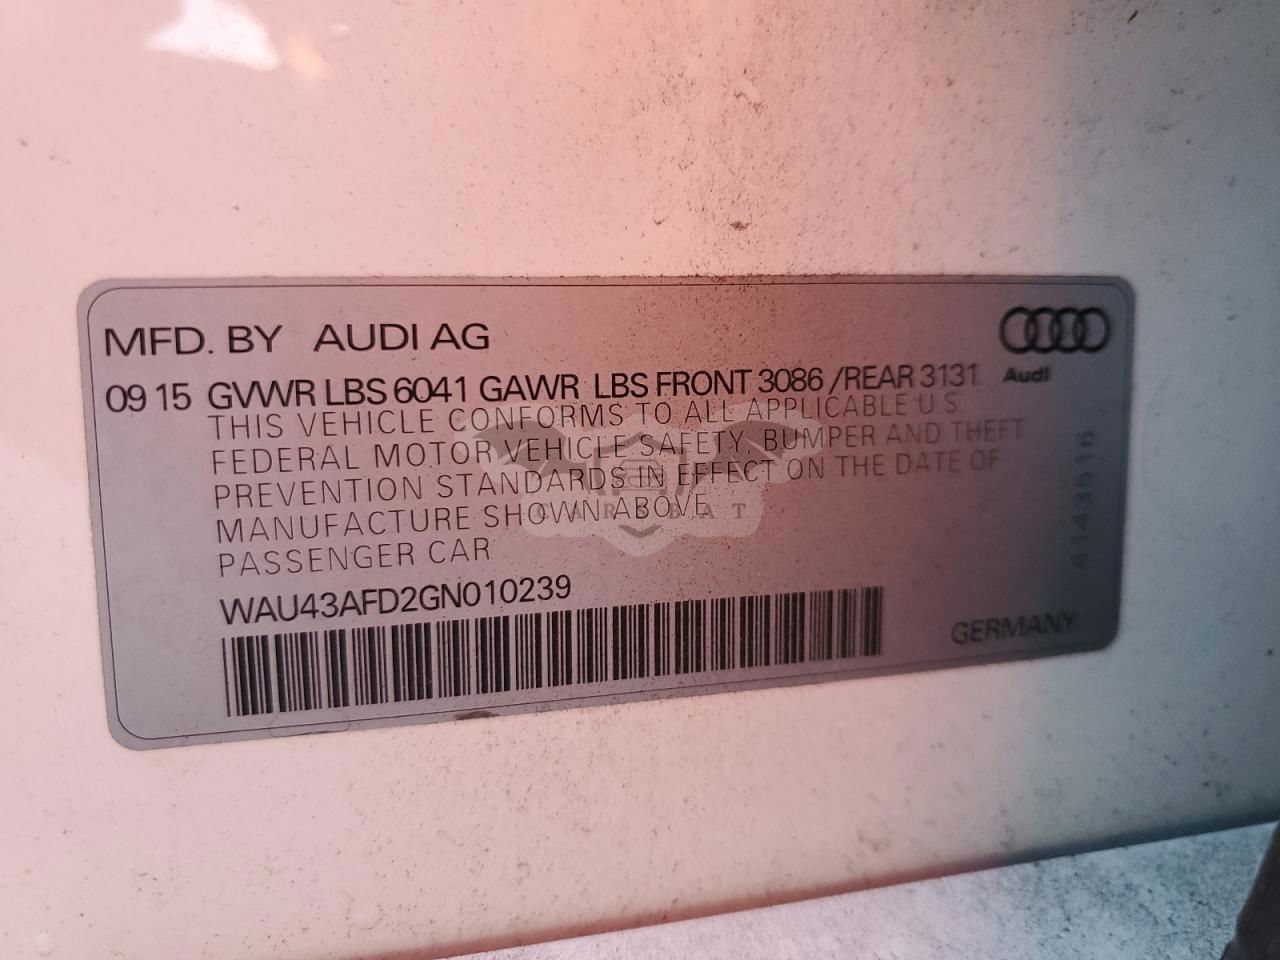 MFD. BY AUDI AG
09 15 GVWR LBS 6041 GAWR LBS FRONT 3086 /REAR 3131
Audi
THIS VEHICLE CONFORMS TO ALL APPLICABLE U S
FEDERAL MOTOR VEHICLE SAFETY, BUMPER AND THEFT
PREVENTION STANDARDS IN EFFECT ON THE DATE OF
MANUFACTURE SHOWN ABOVE
PASSENGER CAR
WAU43AFD2GN010239
GERMANY
4143516